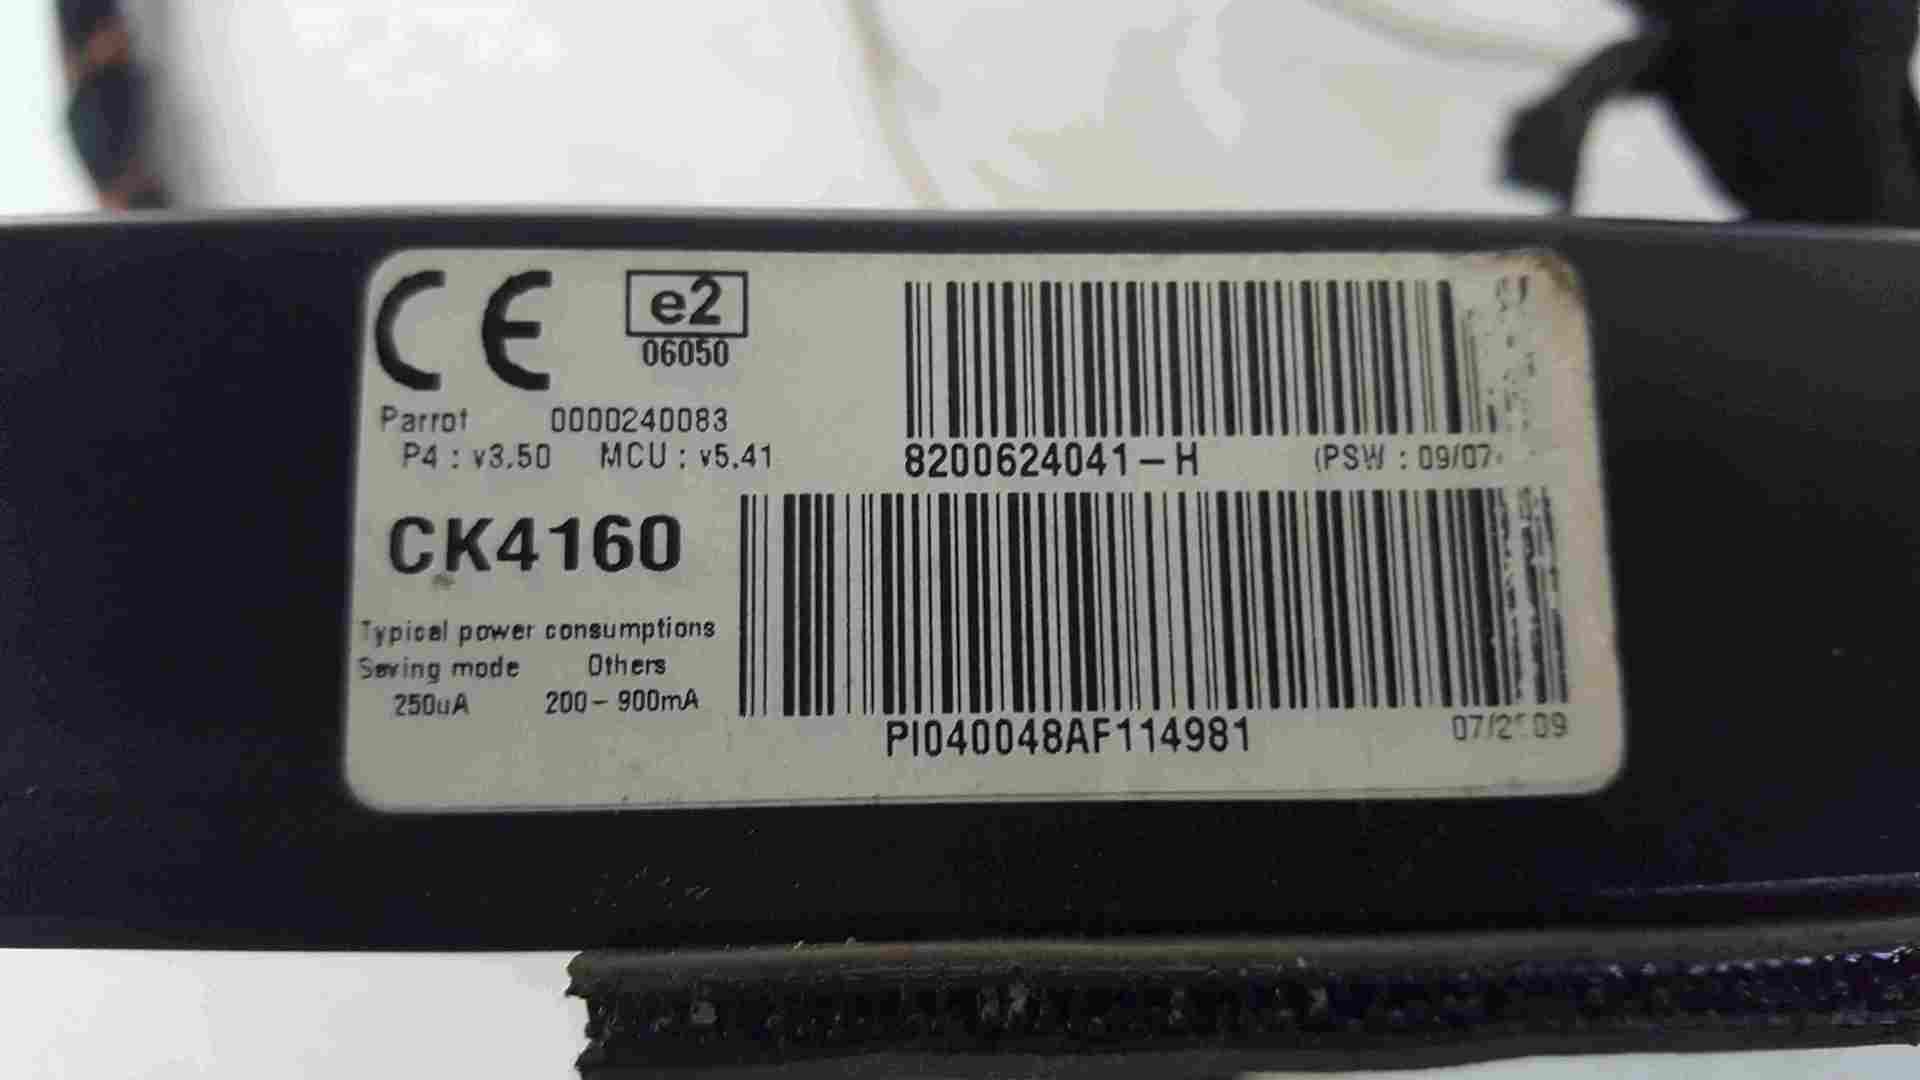 CE e2
06050
Parrot 0000240083
P4 : v3.50 MCU : v5.41
8200624041-H (PSW : 09/07
CK4160
Typical power consumptions
Saving mode Others
250uA 200-900mA
PI040048AF114981